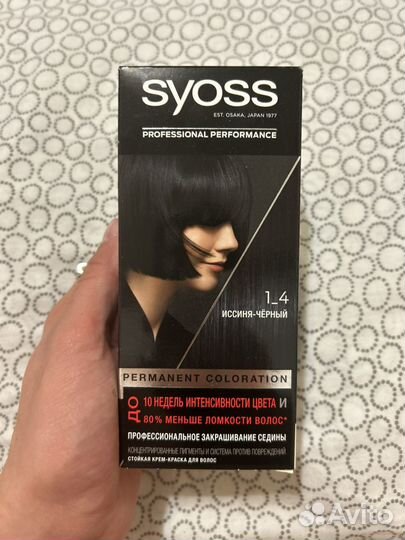 syoss
EST. OSAKA, JAPAN 1977
PROFESSIONAL PERFORMANCE
1_4
ИССИНЯ-ЧЁРНЫЙ
PERMANENT COLORATION
ДО 10 НЕДЕЛЬ ИНТЕНСИВНОСТИ ЦВЕТА И
80% МЕНЬШЕ ЛОМКОСТИ ВОЛОС*
ПРОФЕССИОНАЛЬНОЕ ЗАКРАШИВАНИЕ СЕДИНЫ
КОНЦЕНТРИРОВАННЫЕ ПИГМЕНТЫ И СИСТЕМА ПРОТИВ ПОВРЕЖДЕНИЙ
СТОЙКАЯ КРЕМ-КРАСКА ДЛЯ ВОЛОС
Avito